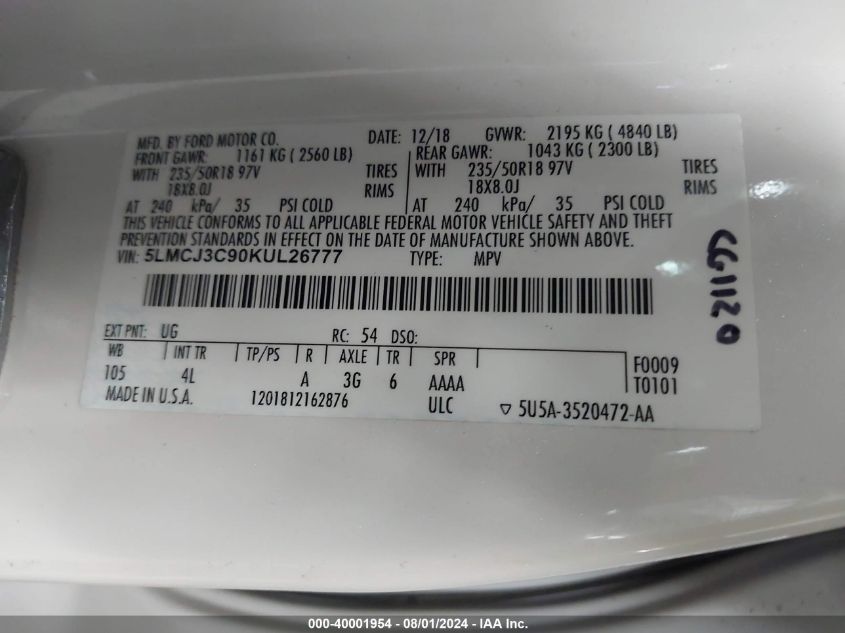 MFD. BY FORD MOTOR CO. DATE: 12/18 GVWR: 2195 KG ( 4840 LB)
FRONT GAWR: 1161 KG ( 2560 LB) REAR GAWR: 1043 KG ( 2300 LB)
WITH 235/50R18 97V TIRES WITH 235/50R18 97V TIRES
18X8.0J RIMS 18X8.0J RIMS
AT 240 kPa/ 35 PSI COLD AT 240 kPa/ 35 PSI COLD
THIS VEHICLE CONFORMS TO ALL APPLICABLE FEDERAL MOTOR VEHICLE SAFETY AND THEFT
PREVENTION STANDARDS IN EFFECT ON THE DATE OF MANUFACTURE SHOWN ABOVE.
VIN: 5LMCJ3C90KUL26777 TYPE: MPV
EXT PNT: UG RC: 54 DSO:
WB INT TR TP/PS R AXLE TR SPR F0009
105 4L A 3G 6 AAAA T0101
MADE IN U.S.A. 1201812162876 ULC ▽ 5U5A-3520472-AA
000-40001954 - 08/01/2024 - IAA Inc.